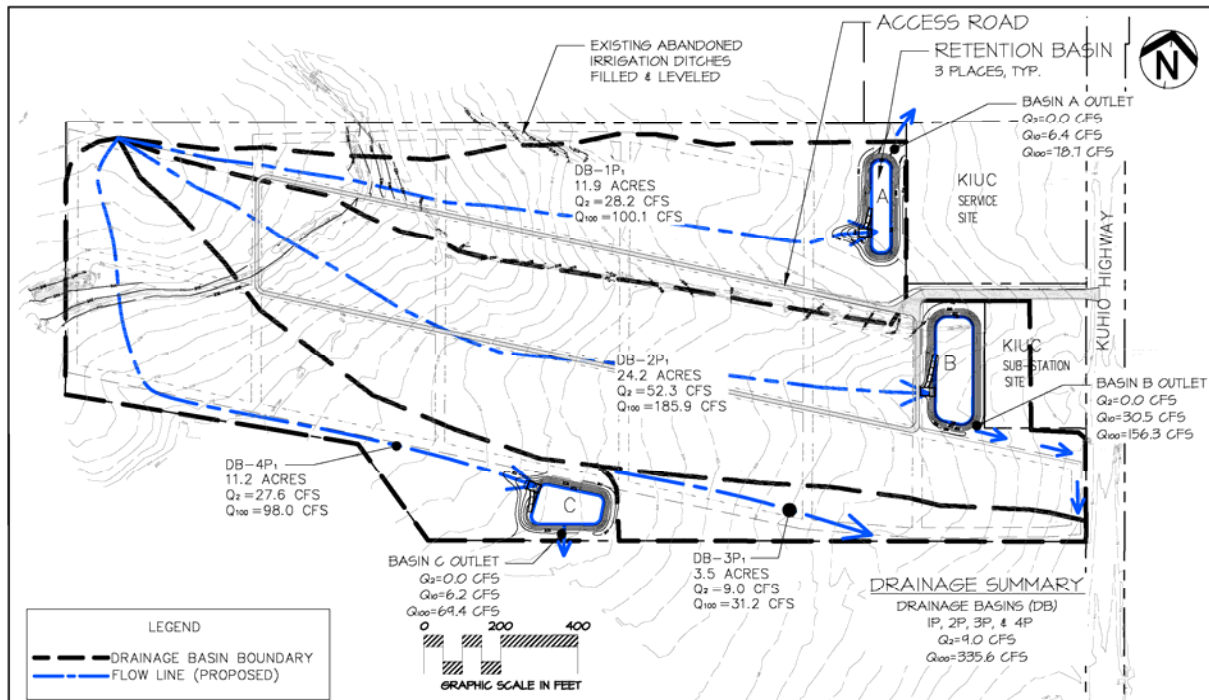 ACCESS ROAD
EXISTING ABANDONED
IRRIGATION DITCHES
FILLED & LEVELED
RETENTION BASIN
3 PLACES, TYP.
N
BASIN A OUTLET
Q2=0.0 CFS
Q10=6.4 CFS
Q100=78.7 CFS
DB-1P1
11.9 ACRES
Q2 =28.2 CFS
Q100 =100.1 CFS
A
KIUC
SERVICE
SITE
KUHIO HIGHWAY
DB-2P1
24.2 ACRES
Q2 =52.3 CFS
Q100 =185.9 CFS
B
KIUC
SUB-STATION
SITE
BASIN B OUTLET
Q2=0.0 CFS
Q10=30.5 CFS
Q100=156.3 CFS
DB-4P1
11.2 ACRES
Q2 =27.6 CFS
Q100 =98.0 CFS
C
BASIN C OUTLET
Q2=0.0 CFS
Q10=6.2 CFS
Q100=69.4 CFS
DB-3P1
3.5 ACRES
Q2 =9.0 CFS
Q100 =31.2 CFS
DRAINAGE SUMMARY
DRAINAGE BASINS (DB)
1P, 2P, 3P, & 4P
Q2=9.0 CFS
Q100=335.6 CFS
LEGEND
DRAINAGE BASIN BOUNDARY
FLOW LINE (PROPOSED)
0 200 400
GRAPHIC SCALE IN FEET